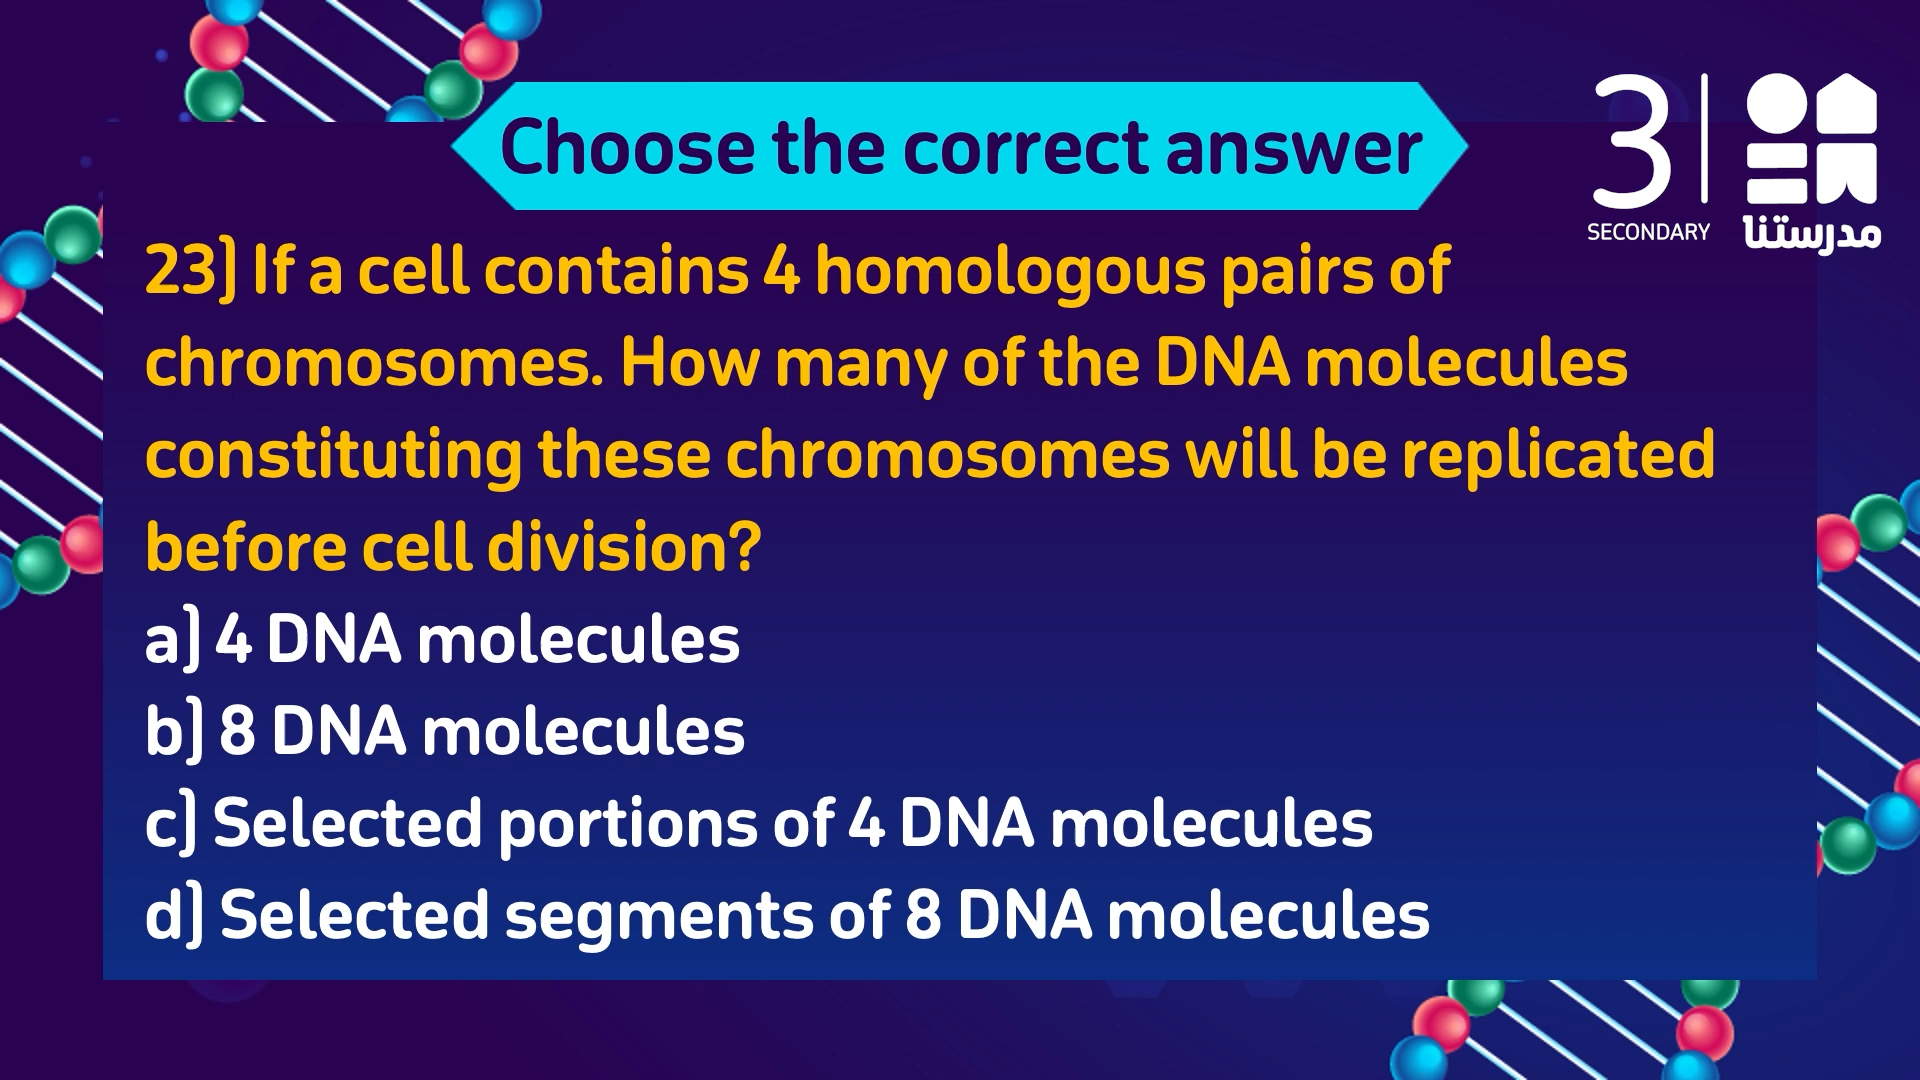 Choose the correct answer
3
SECONDARY
مدرستنا
23) If a cell contains 4 homologous pairs of
chromosomes. How many of the DNA molecules
constituting these chromosomes will be replicated
before cell division?
a) 4 DNA molecules
b) 8 DNA molecules
c) Selected portions of 4 DNA molecules
d) Selected segments of 8 DNA molecules